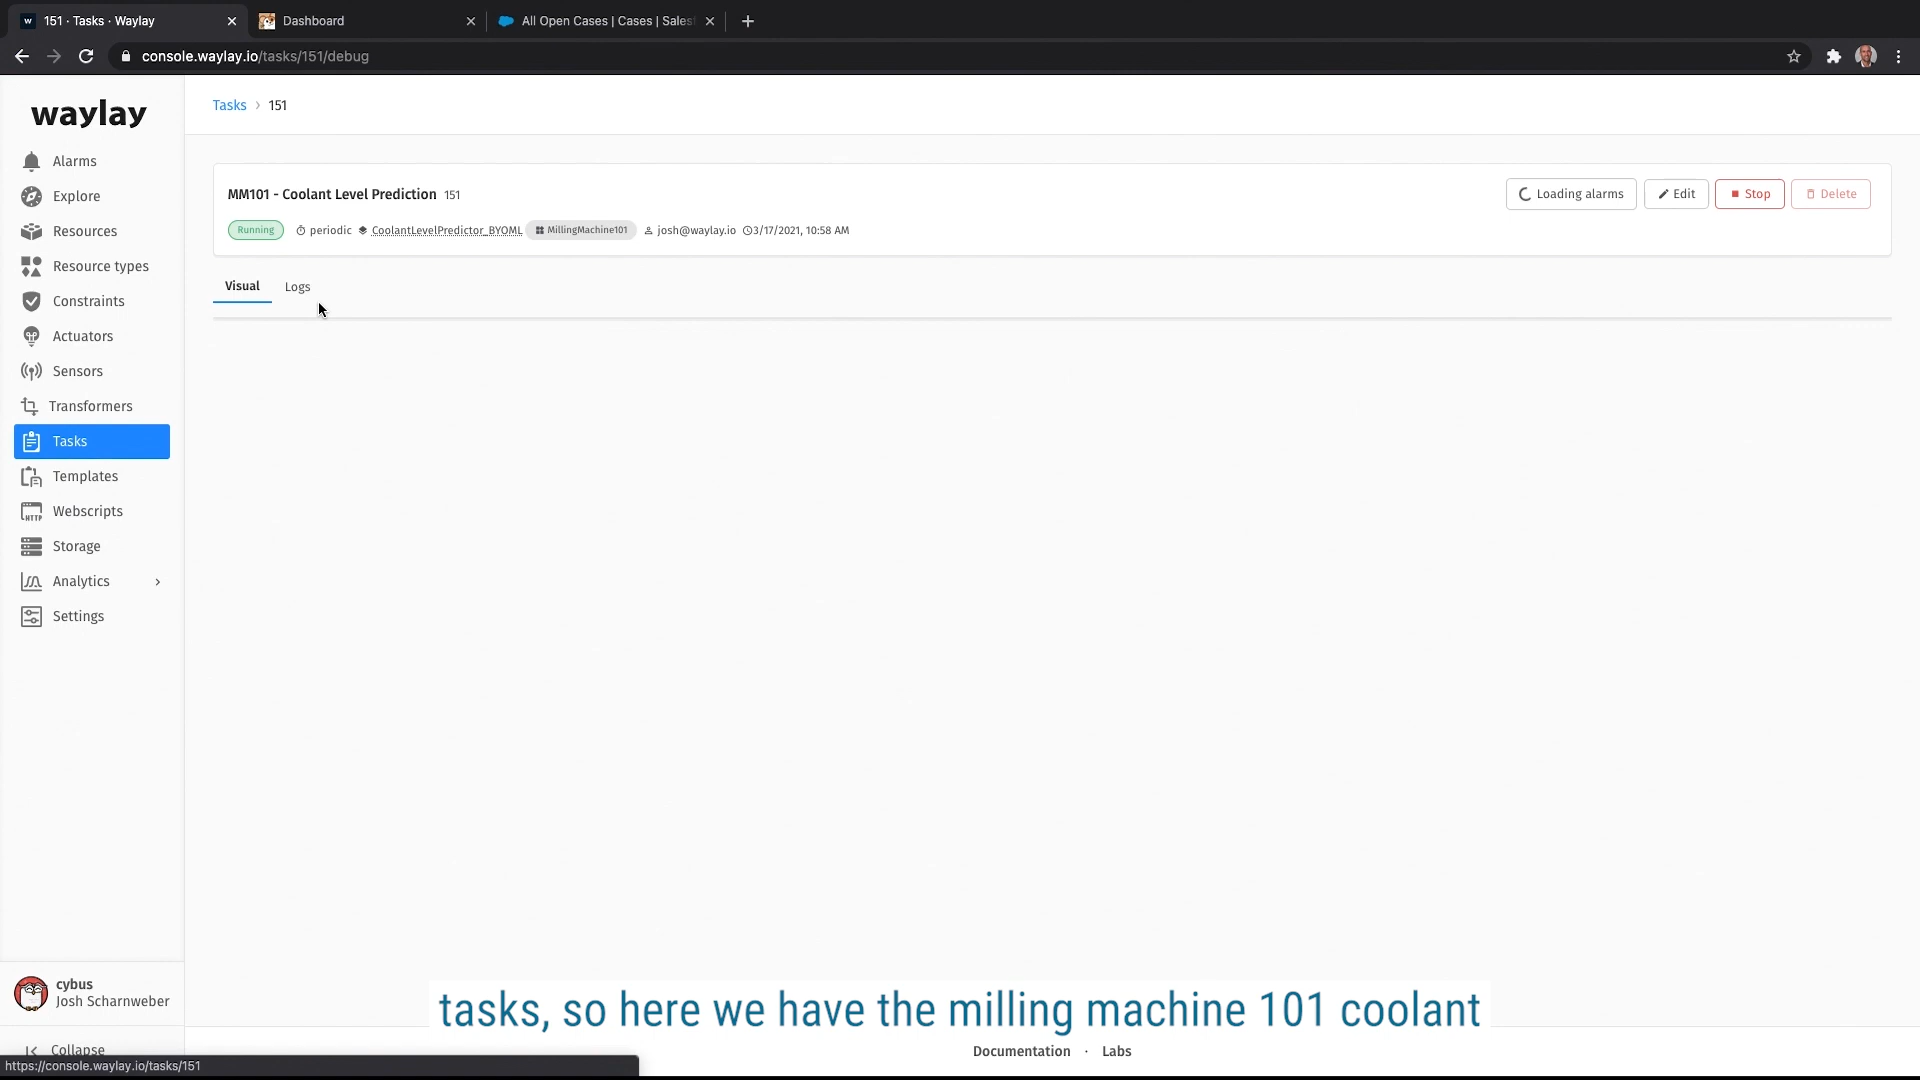 151 · Tasks · Waylay
Dashboard
All Open Cases | Cases | Sales
console.waylay.io/tasks/151/debug
waylay
Tasks › 151
Alarms
Explore
Resources
Resource types
Constraints
Actuators
Sensors
Transformers
Tasks
Templates
Webscripts
HTTP
Storage
Analytics
Settings
MM101 - Coolant Level Prediction 151
Loading alarms
Edit
Stop
Delete
Running periodic CoolantLevelPredictor_BYOML MillingMachine101 josh@waylay.io 3/17/2021, 10:58 AM
Visual Logs
cybus
Josh Scharnweber
Collapse
tasks, so here we have the milling machine 101 coolant
Documentation · Labs
https://console.waylay.io/tasks/151